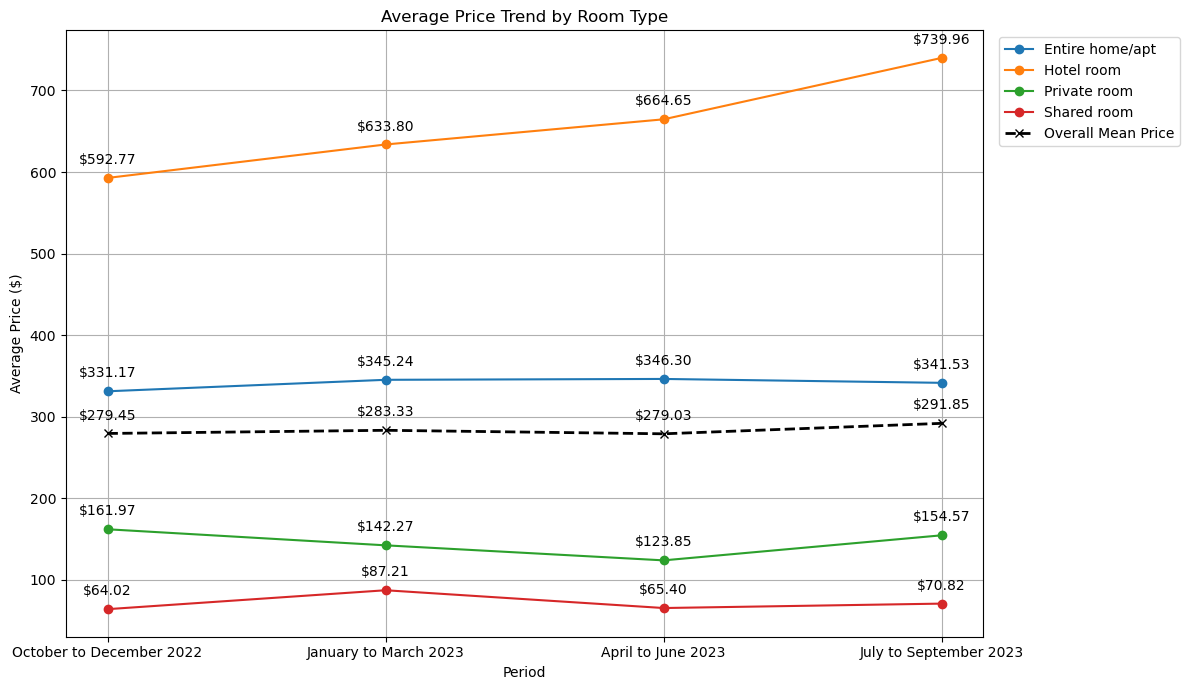 Average Price Trend by Room Type
Entire home/apt
Hotel room
Private room
Shared room
Overall Mean Price
Average Price ($)
700
600
500
400
300
200
100
$592.77
$633.80
$664.65
$739.96
$331.17
$345.24
$346.30
$341.53
$279.45
$283.33
$279.03
$291.85
$161.97
$142.27
$123.85
$154.57
$64.02
$87.21
$65.40
$70.82
October to December 2022
January to March 2023
April to June 2023
July to September 2023
Period